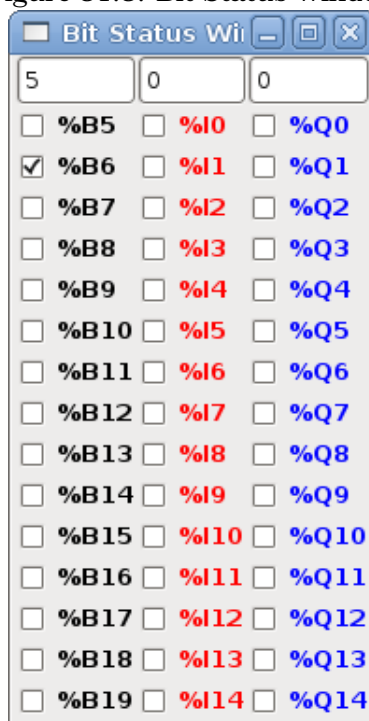 Bit Status Wi
5 0 0
%B5 %I0 %Q0
%B6 %I1 %Q1
%B7 %I2 %Q2
%B8 %I3 %Q3
%B9 %I4 %Q4
%B10 %I5 %Q5
%B11 %I6 %Q6
%B12 %I7 %Q7
%B13 %I8 %Q8
%B14 %I9 %Q9
%B15 %I10 %Q10
%B16 %I11 %Q11
%B17 %I12 %Q12
%B18 %I13 %Q13
%B19 %I14 %Q14